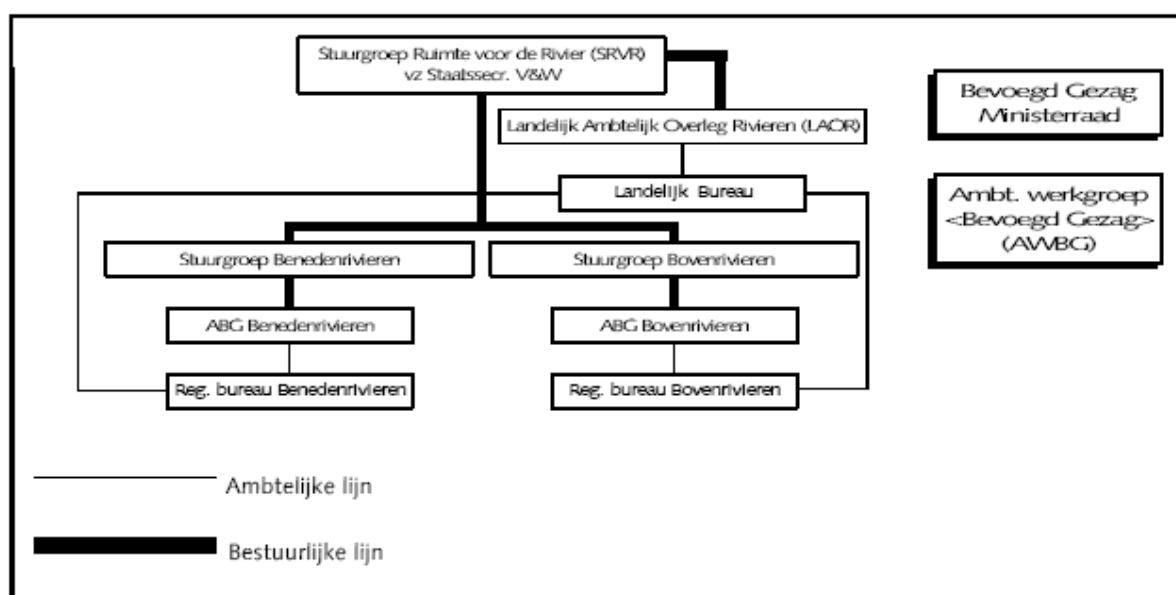 Stuurgroep Ruimte voor de Rivier (SRVR)
vz Staatssecr. V&W
Landelijk Ambtelijk Overleg Rivieren (LAOR)
Landelijk Bureau
Stuurgroep Benedenrivieren
Stuurgroep Bovenrivieren
ABG Benedenrivieren
ABG Bovenrivieren
Reg. bureau Benedenrivieren
Reg. bureau Bovenrivieren
Bevoegd Gezag
Ministerraad
Ambt. werkgroep
<Bevoegd Gezag>
(AWBG)
Ambtelijke lijn
Bestuurlijke lijn